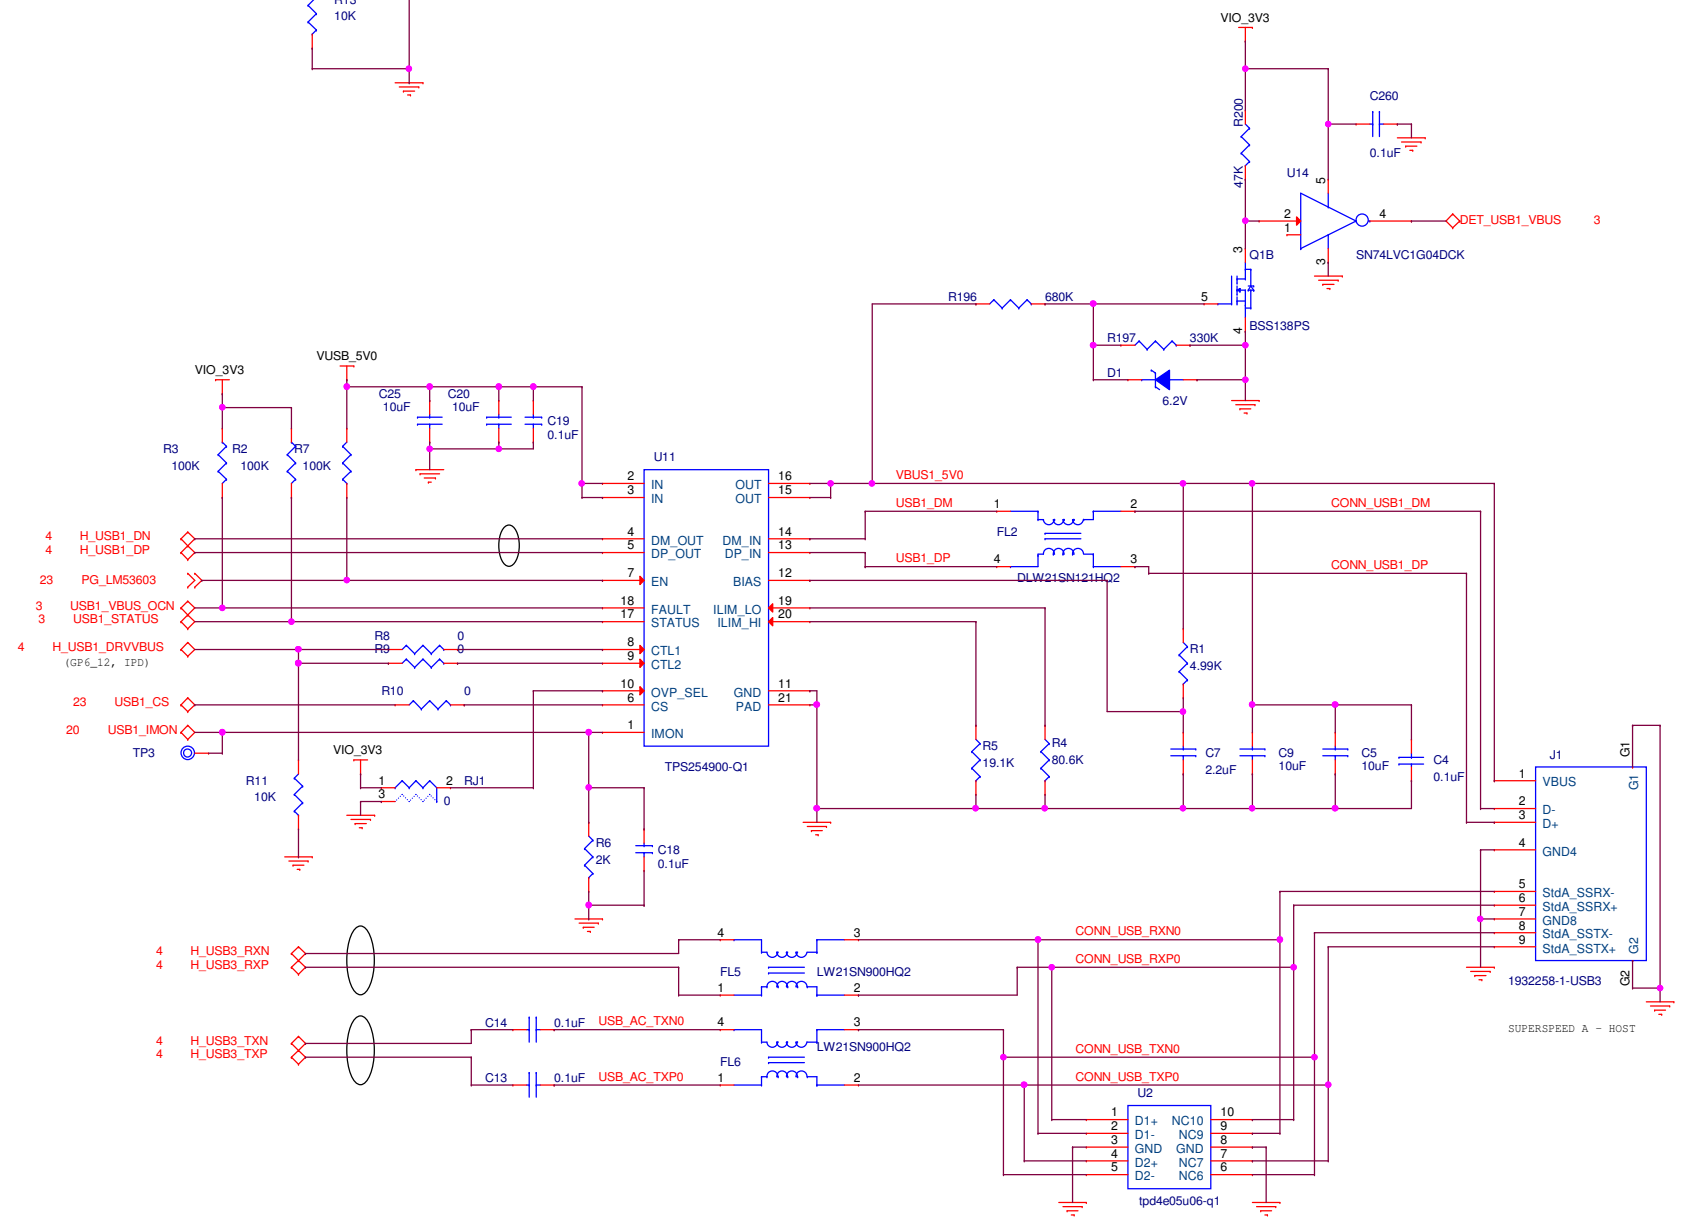 R13
10K
VIO_3V3
R200
47K
C260
0.1uF
U14
5
2
1
4
3
DET_USB1_VBUS 3
SN74LVC1G04DCK
3
Q1B
5
4
BSS138PS
R196 680K
R197 330K
D1
6.2V
VIO_3V3
VUSB_5V0
C25
10uF
C20
10uF
C19
0.1uF
R3
100K
R2
100K
R7
100K
U11
2 IN
3 IN
4 DM_OUT
5 DP_OUT
7 EN
18 FAULT
17 STATUS
8 CTL1
9 CTL2
10 OVP_SEL
6 CS
1 IMON
OUT 16
OUT 15
DM_IN 14
DP_IN 13
BIAS 12
ILIM_LO 19
ILIM_HI 20
GND 11
PAD 21
TPS254900-Q1
4 H_USB1_DN
4 H_USB1_DP
23 PG_LM53603
3 USB1_VBUS_OCN
3 USB1_STATUS
4 H_USB1_DRVVBUS
(GP6_12, IPD)
R8 0
R9 0
23 USB1_CS
R10 0
20 USB1_IMON
TP3
VIO_3V3
R11
10K
1 2 RJ1
3 0
R6
2K
C18
0.1uF
VBUS1_5V0
USB1_DM 1 2 CONN_USB1_DM
FL2
USB1_DP 4 3 CONN_USB1_DP
DLW21SN121HQ2
R1
4.99K
R5
19.1K
R4
80.6K
C7
2.2uF
C9
10uF
C5
10uF
C4
0.1uF
J1
G1
G1
1 VBUS
2 D-
3 D+
4 GND4
5 StdA_SSRX-
6 StdA_SSRX+
7 GND8
8 StdA_SSTX-
9 StdA_SSTX+
G2
G2
1932258-1-USB3
SUPERSPEED A - HOST
4 H_USB3_RXN
4 H_USB3_RXP
4 3 CONN_USB_RXN0
FL5 LW21SN900HQ2
CONN_USB_RXP0
1 2
4 H_USB3_TXN
4 H_USB3_TXP
C14 0.1uF USB_AC_TXN0 4 3
LW21SN900HQ2
FL6
CONN_USB_TXN0
C13 0.1uF USB_AC_TXP0 1 2 CONN_USB_TXP0
U2
1 D1+ NC10 10
2 D1- NC9 9
3 GND GND 8
4 D2+ NC7 7
5 D2- NC6 6
tpd4e05u06-q1